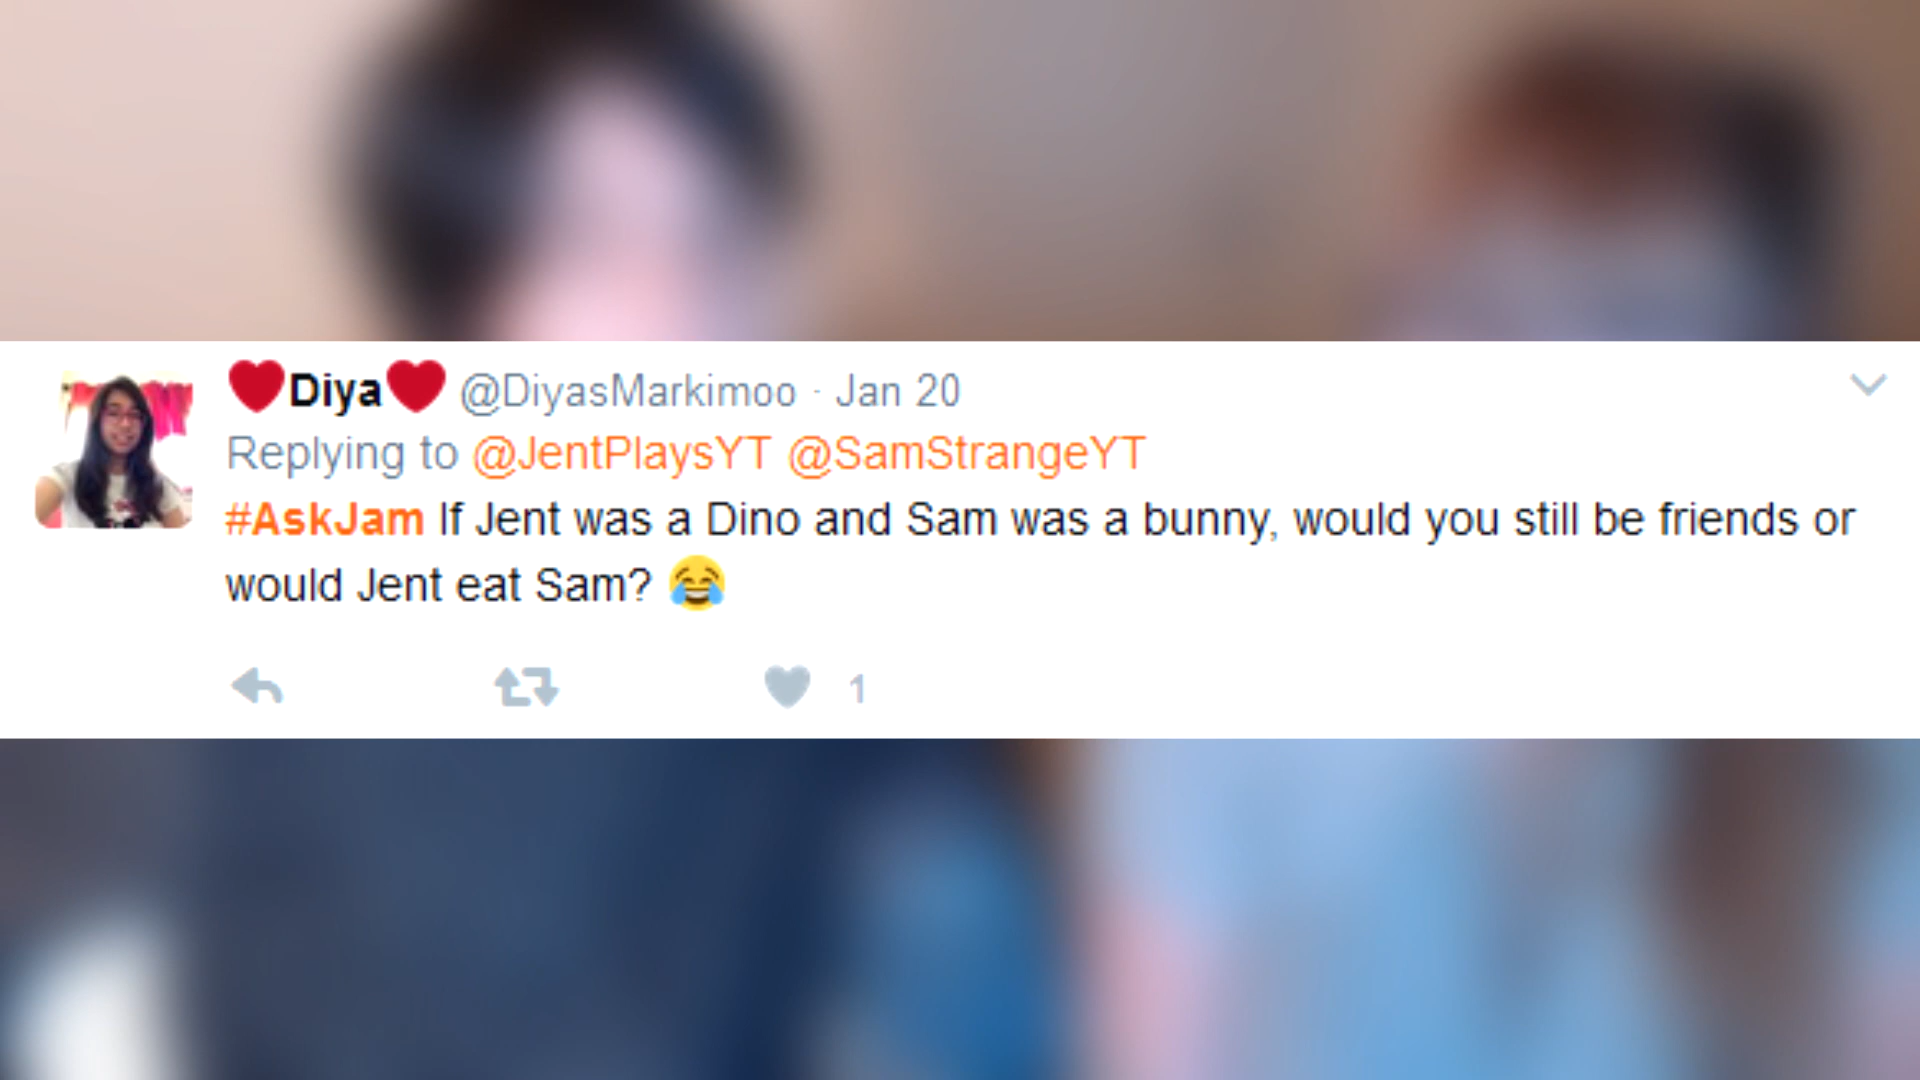 ❤Diya❤ @DiyasMarkimoo · Jan 20
Replying to @JentPlaysYT @SamStrangeYT
#AskJam If Jent was a Dino and Sam was a bunny, would you still be friends or
would Jent eat Sam? 😂
1